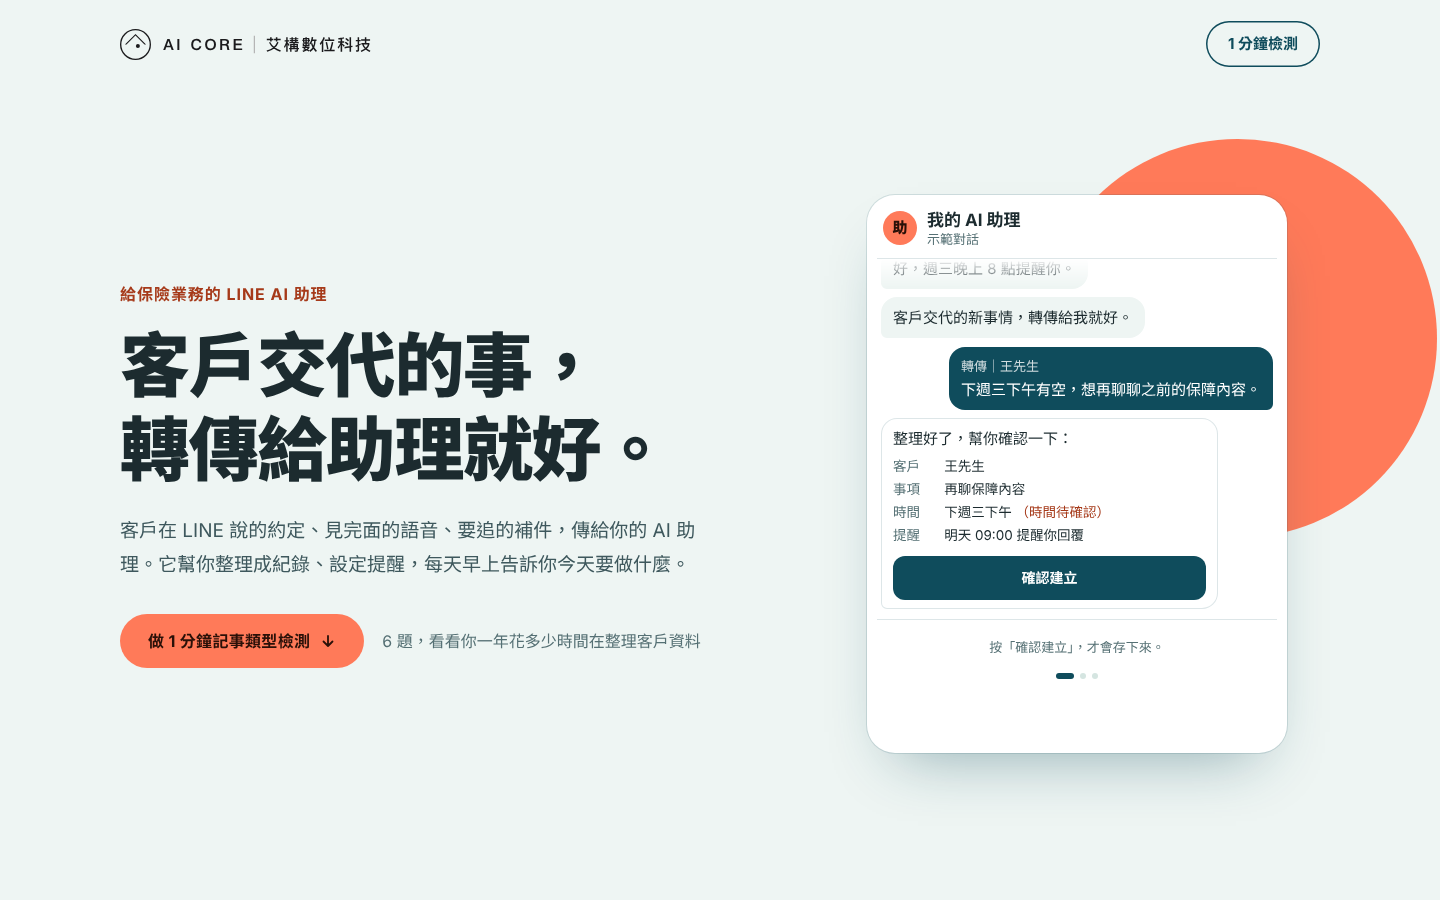 AI CORE | 艾構數位科技
1 分鐘檢測
給保險業務的 LINE AI 助理
客戶交代的事，
轉傳給助理就好。
客戶在 LINE 說的約定、見完面的語音、要追的補件，傳給你的 AI 助
理。它幫你整理成紀錄、設定提醒，每天早上告訴你今天要做什麼。
做 1 分鐘記事類型檢測 ↓
6 題，看看你一年花多少時間在整理客戶資料
助
我的 AI 助理
示範對話
好，週三晚上 8 點提醒你。
客戶交代的新事情，轉傳給我就好。
轉傳｜王先生
下週三下午有空，想再聊聊之前的保障內容。
整理好了，幫你確認一下：
客戶 王先生
事項 再聊保障內容
時間 下週三下午（時間待確認）
提醒 明天 09:00 提醒你回覆
確認建立
按「確認建立」，才會存下來。